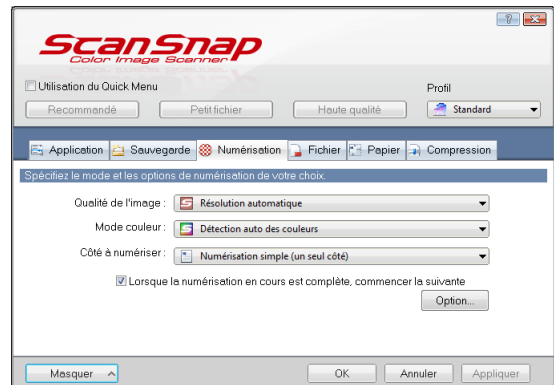 ScanSnap
Color Image Scanner
Utilisation du Quick Menu
Profil
Recommandé Petit fichier Haute qualité Standard
Application Sauvegarde Numérisation Fichier Papier Compression
Spécifiez le mode et les options de numérisation de votre choix.
Qualité de l'image : Résolution automatique
Mode couleur : Détection auto des couleurs
Côté à numériser : Numérisation simple (un seul côté)
Lorsque la numérisation en cours est complète, commencer la suivante
Option...
Masquer OK Annuler Appliquer